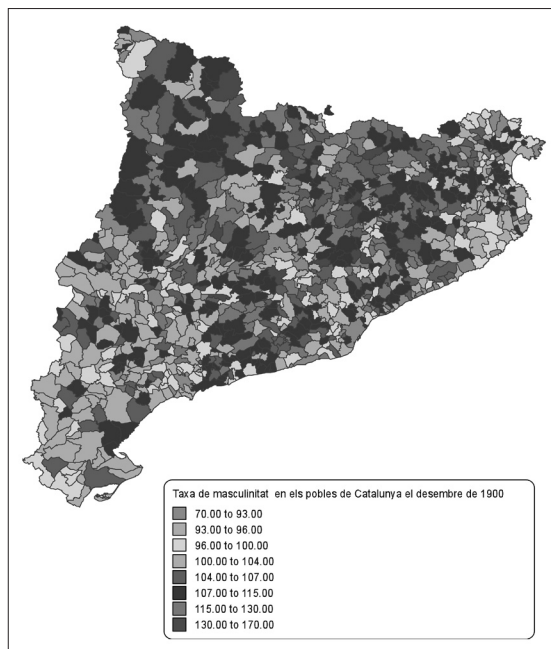 Taxa de masculinitat en els pobles de Catalunya el desembre de 1900
70.00 to 93.00
93.00 to 96.00
96.00 to 100.00
100.00 to 104.00
104.00 to 107.00
107.00 to 115.00
115.00 to 130.00
130.00 to 170.00